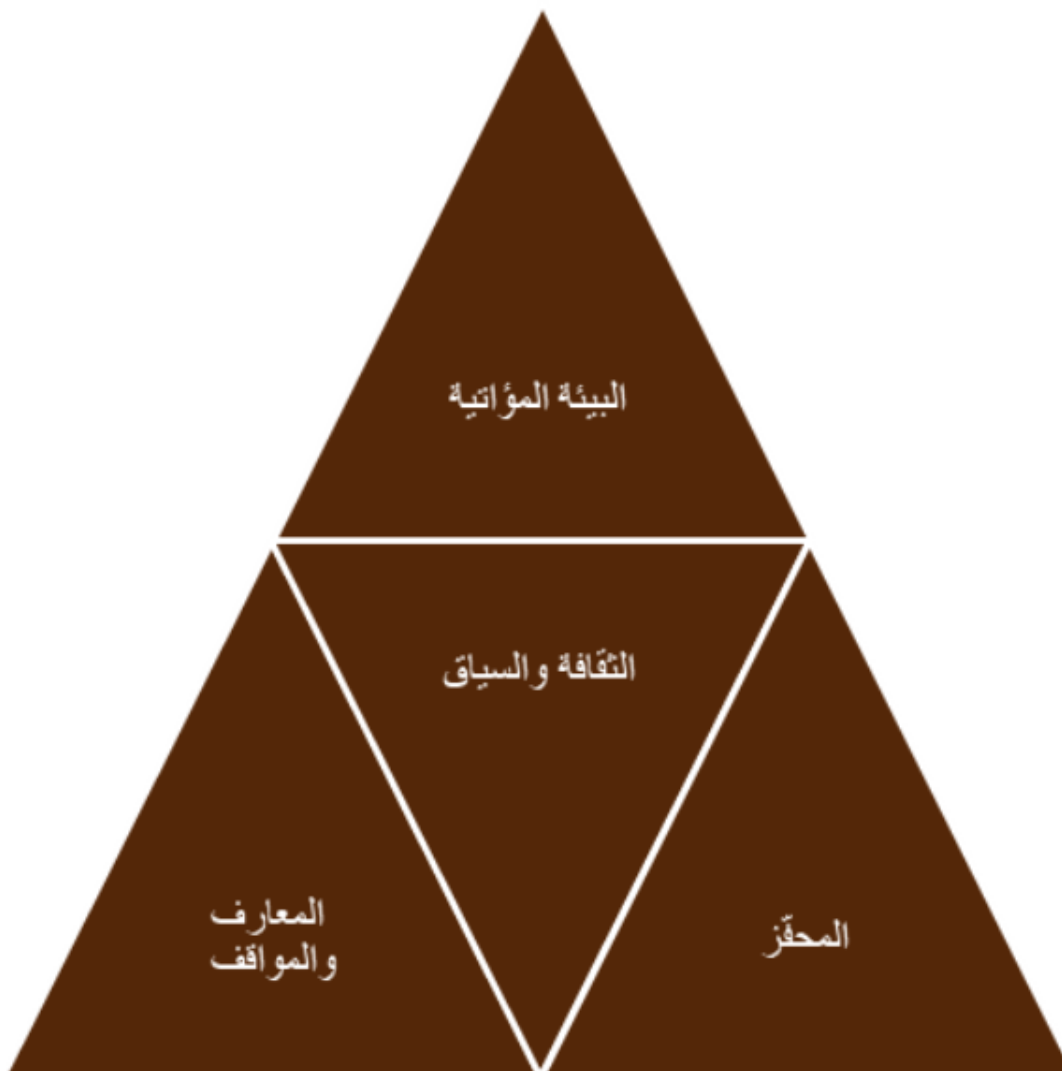 البيئة المؤاتية
الثقافة والسياق
المحفّز
المعارف
والمواقف